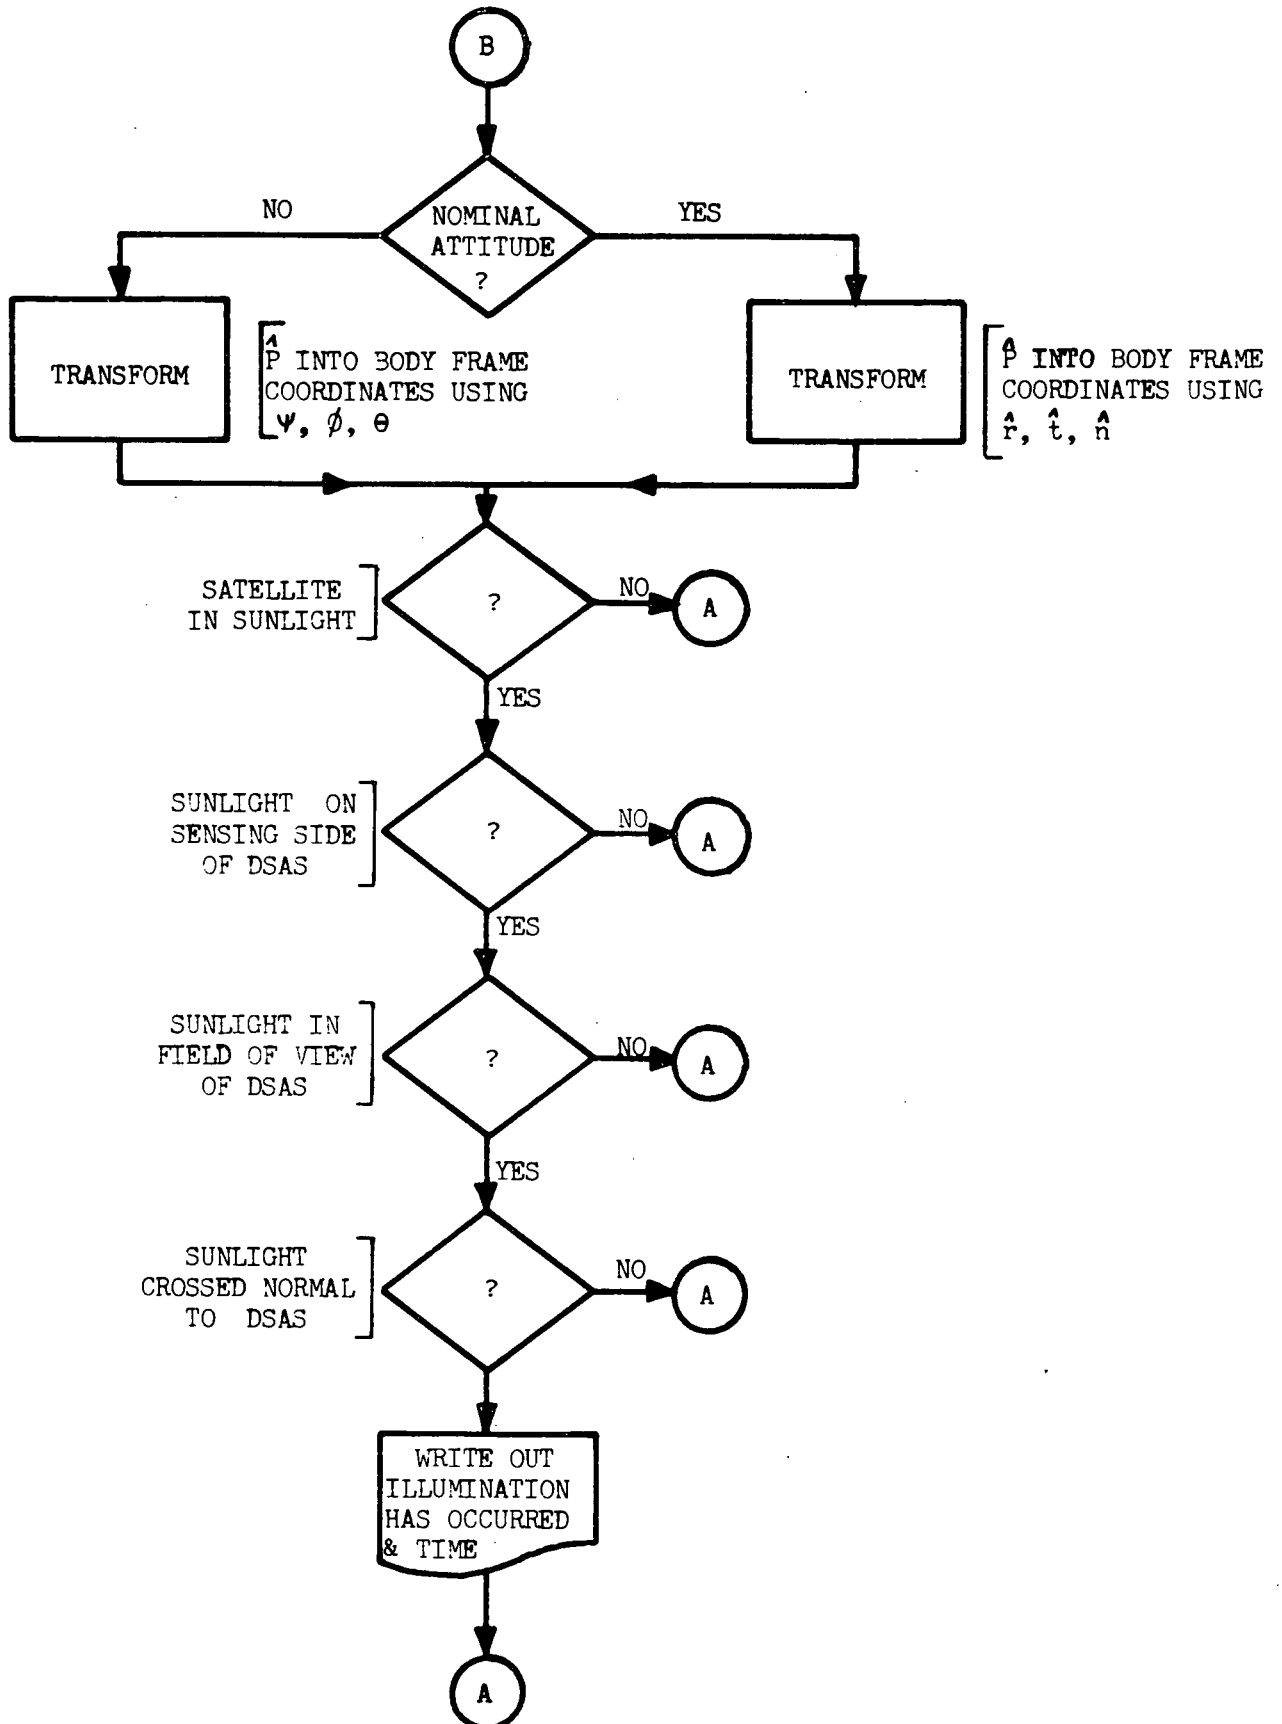 B
NO
NOMINAL
ATTITUDE
?
YES
TRANSFORM
P̂ INTO BODY FRAME
COORDINATES USING
Ψ, ϕ, θ
TRANSFORM
P̂ INTO BODY FRAME
COORDINATES USING
r̂, t̂, n̂
SATELLITE
IN SUNLIGHT
?
NO
A
YES
SUNLIGHT ON
SENSING SIDE
OF DSAS
?
NO
A
YES
SUNLIGHT IN
FIELD OF VIEW
OF DSAS
?
NO
A
YES
SUNLIGHT
CROSSED NORMAL
TO DSAS
?
NO
A
WRITE OUT
ILLUMINATION
HAS OCCURRED
& TIME
A